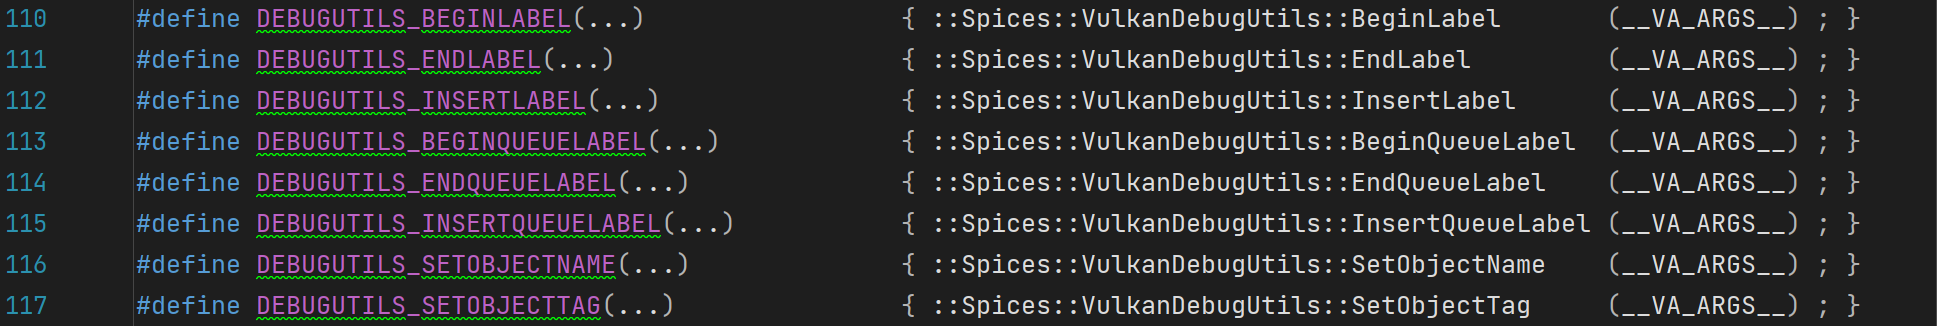 110 #define DEBUGUTILS_BEGINLABEL(...) { ::Spices::VulkanDebugUtils::BeginLabel (__VA_ARGS__) ; }
111 #define DEBUGUTILS_ENDLABEL(...) { ::Spices::VulkanDebugUtils::EndLabel (__VA_ARGS__) ; }
112 #define DEBUGUTILS_INSERTLABEL(...) { ::Spices::VulkanDebugUtils::InsertLabel (__VA_ARGS__) ; }
113 #define DEBUGUTILS_BEGINQUEUELABEL(...) { ::Spices::VulkanDebugUtils::BeginQueueLabel (__VA_ARGS__) ; }
114 #define DEBUGUTILS_ENDQUEUELABEL(...) { ::Spices::VulkanDebugUtils::EndQueueLabel (__VA_ARGS__) ; }
115 #define DEBUGUTILS_INSERTQUEUELABEL(...) { ::Spices::VulkanDebugUtils::InsertQueueLabel (__VA_ARGS__) ; }
116 #define DEBUGUTILS_SETOBJECTNAME(...) { ::Spices::VulkanDebugUtils::SetObjectName (__VA_ARGS__) ; }
117 #define DEBUGUTILS_SETOBJECTTAG(...) { ::Spices::VulkanDebugUtils::SetObjectTag (__VA_ARGS__) ; }